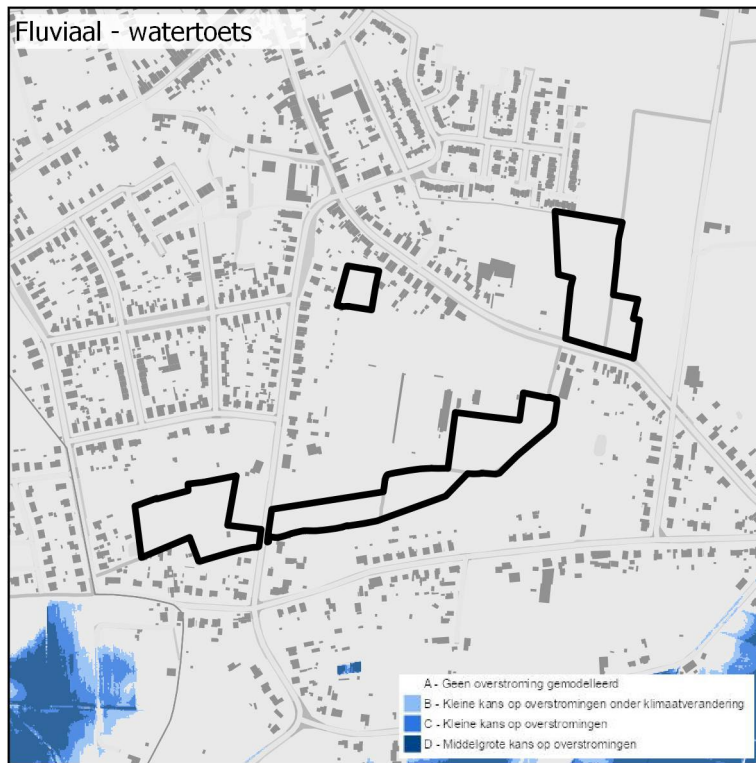 Fluviaal - watertoets
A - Geen overstroming gemodelleerd
B - Kleine kans op overstromingen onder klimaatverandering
C - Kleine kans op overstromingen
D - Middelgrote kans op overstromingen